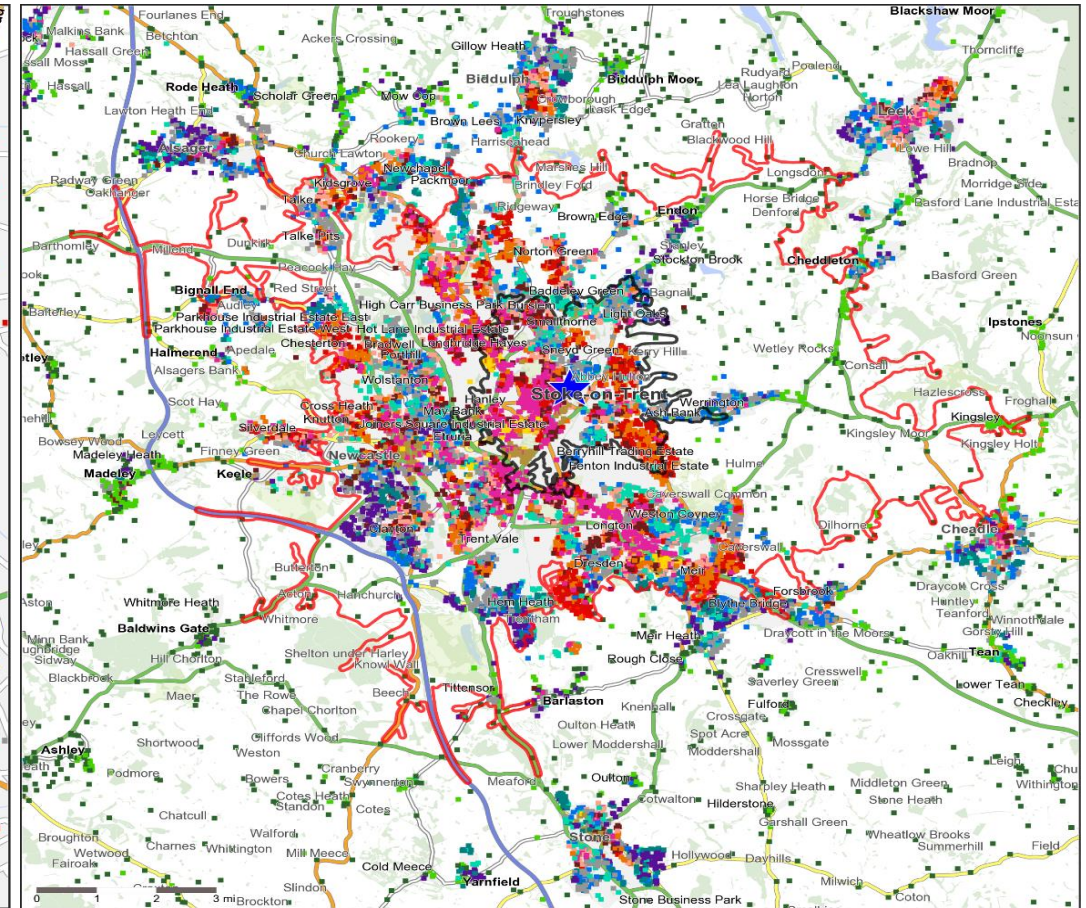 Fourlanes End
Troughstones
Blackshaw Moor
Malkins Bank
Betchton
Ackers Crossing
Gillow Heath
Thorncliffe
Hassall Green
Hassall
Biddulph
Biddulph Moor
Rudyard
Poolend
Lea Laughton
Horton
Rode Heath
Scholar Green
Mow Cop
Lask Edge
Leek
Lawton Heath End
Brown Lees
Knypersley
Gratton
Blackwood Hill
Alsager
Rookery
Harriseahead
Lowe Hill
Church Lawton
Radway Green
Oakhanger
Newchapel
Packmoor
Marshes Hill
Longsdon
Bradnop
Kidsgrove
Brindley Ford
Morridge Side
Talke
Ridgeway
Brown Edge
Endon
Horse Bridge
Denford
Basford Lane Industrial Esta
Barthomley
Millend
Dunkirk
Talke Pits
Norton Green
Stanley
Stockton Brook
Cheddleton
Peacock Hay
Basford Green
Bignall End
Red Street
Baddeley Green
Bagnall
Audley
High Carr Business Park
Burslem
Light Oaks
Balterley
Parkhouse Industrial Estate East
Smallthorne
Ipstones
Parkhouse Industrial Estate West
Hot Lane Industrial Estate
Chesterton
Bradwell
Longbridge Hayes
Sneyd Green
Kerry Hill
Wetley Rocks
Halmerend
Apedale
Porthill
Consall
Alsagers Bank
Wolstanton
Abbey Hulton
Stoke-on-Trent
Hazlescross
Froghall
Scot Hay
Hanley
Werrington
Cross Heath
May Bank
Ash Bank
Kingsley
Knutton
Joiners Square Industrial Estate
Bowsey Wood
Leycett
Silverdale
Etruria
Kingsley Moor
Kingsley Holt
Madeley Heath
Finney Green
Newcastle
Berryhill Trading Estate
Madeley
Keele
Fenton Industrial Estate
Hulme
Caverswall Common
Weston Coyney
Dilhorne
Clayton
Longton
Cheadle
Trent Vale
Caverswall
Butterton
Dresden
Meir
Draycott Cross
Whitmore Heath
Acton
Hanchurch
Hem Heath
Blythe Bridge
Forsbrook
Huntley
Teanford
Whitmore
Trentham
Winnothdale
Baldwins Gate
Draycott in the Moors
Gorsty Hill
Minn Bank
Meir Heath
Sidway
Hill Chorlton
Shelton under Harley
Knowl Wall
Rough Close
Oakhill
Tean
Blackbrook
Stableford
Cresswell
Saverley Green
Lower Tean
Maer
The Rowe
Beech
Tittensor
Barlaston
Knenhall
Fulford
Checkley
Chapel Chorlton
Crossgate
Oulton Heath
Spot Acre
Shortwood
Cliffords Wood
Lower Moddershall
Moddershall
Mossgate
Ashley
Weston
Cranberry
Leigh
Podmore
Bowers
Swynnerton
Meaford
Oulton
Sharpley Heath
Middleton Green
Withington
Cotes Heath
Standon
Cotes
Cotwalton
Hilderstone
Stone Heath
Chatcull
Garshall Green
Broughton
Walford
Stone
Wheatlow Brooks
Wetwood
Charnes
Whittington
Mill Meece
Hollywood
Dayhills
Summerhill
Field
Fairoak
Cold Meece
Yarnfield
Milwich
Slindon
Coton
0 1 2 3 mi
Brockton
Stone Business Park